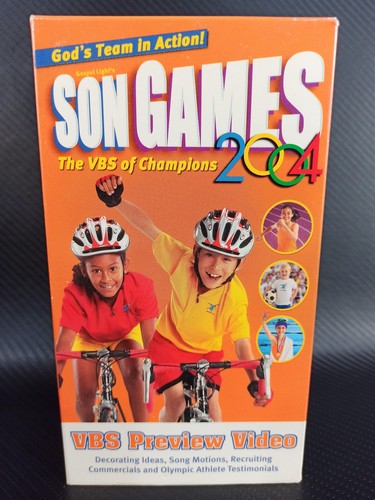 God's Team in Action!
Gospel Light's
SON GAMES
The VBS of Champions
2004
VBS Preview Video
Decorating Ideas, Song Motions, Recruiting
Commercials and Olympic Athlete Testimonials